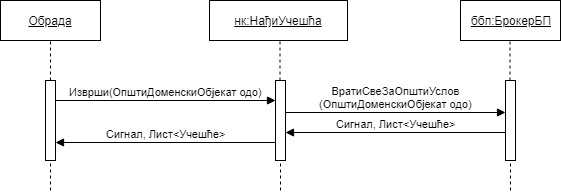 Обрада
нк:НађиУчешћа
ббп:БрокерБП
Изврши(ОпштиДоменскиОбјекат одо)
ВратиСвеЗаОпштиУслов
(ОпштиДоменскиОбјекат одо)
Сигнал, Лист<Учешће>
Сигнал, Лист<Учешће>